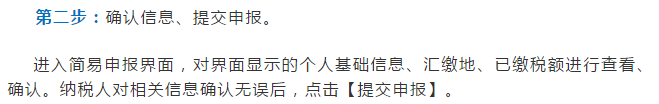 第二步：确认信息、提交申报。
进入简易申报界面，对界面显示的个人基础信息、汇缴地、已缴税额进行查看、
确认。纳税人对相关信息确认无误后，点击【提交申报】。